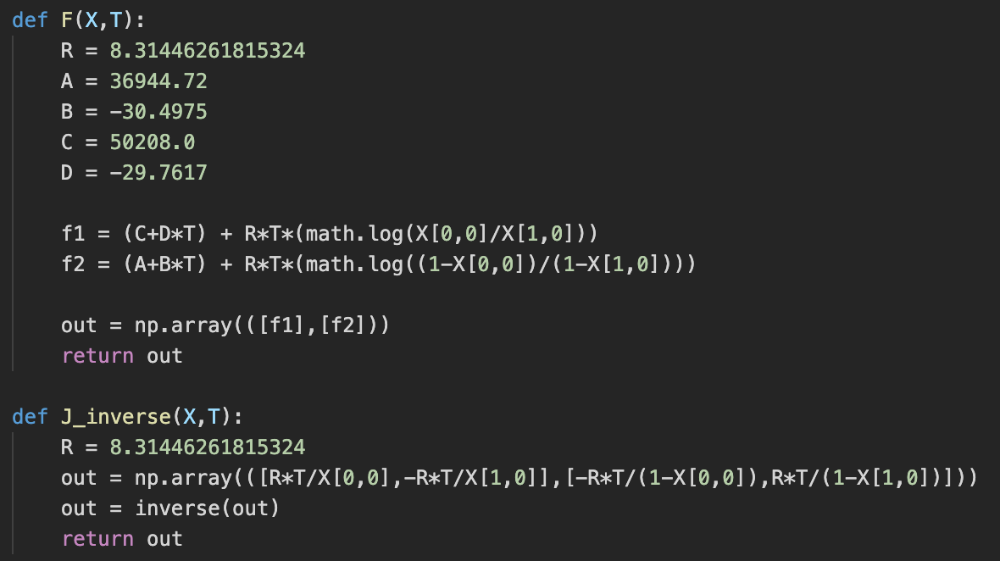 def F(X,T):
    R = 8.31446261815324
    A = 36944.72
    B = -30.4975
    C = 50208.0
    D = -29.7617
    f1 = (C+D*T) + R*T*(math.log(X[0,0]/X[1,0]))
    f2 = (A+B*T) + R*T*(math.log((1-X[0,0])/(1-X[1,0])))
    out = np.array(([f1],[f2]))
    return out
def J_inverse(X,T):
    R = 8.31446261815324
    out = np.array(([R*T/X[0,0],-R*T/X[1,0]],[-R*T/(1-X[0,0]),R*T/(1-X[1,0])]))
    out = inverse(out)
    return out